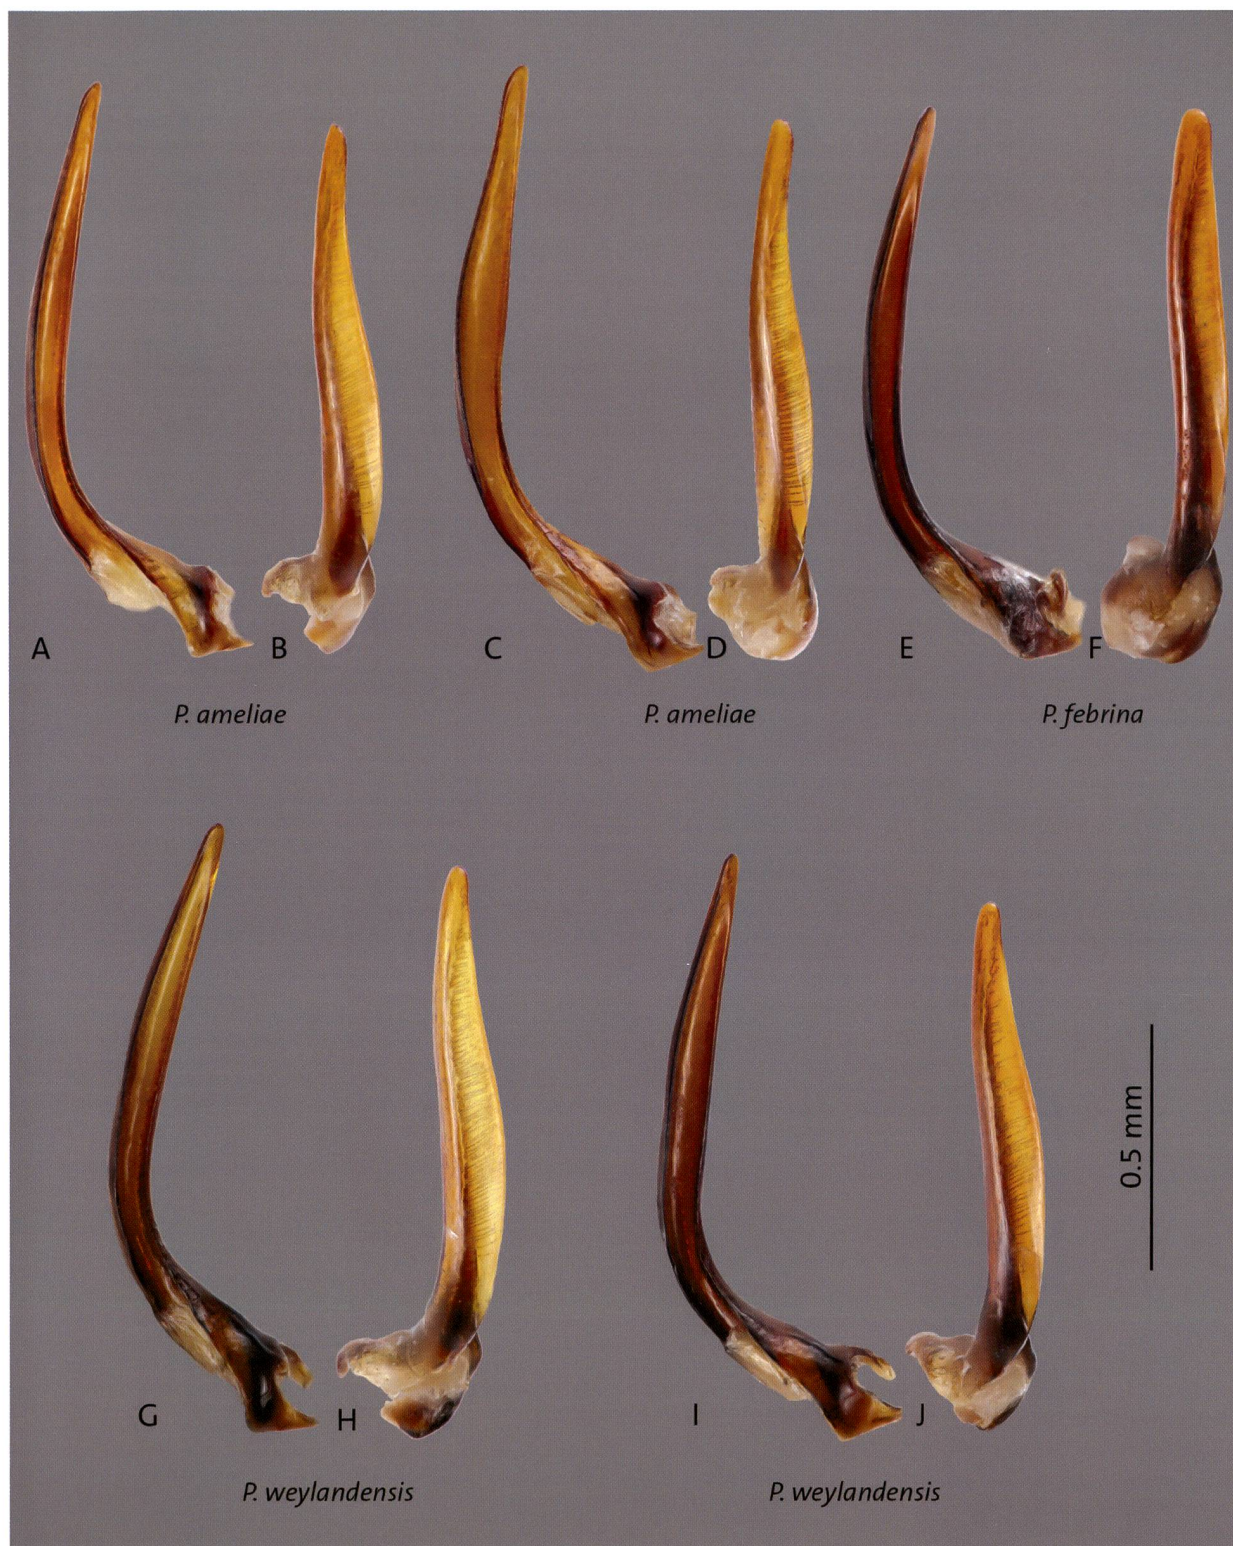 A B C D E F
P. ameliae P. ameliae P. febrina
0.5 mm
G H I J
P. weylandensis P. weylandensis